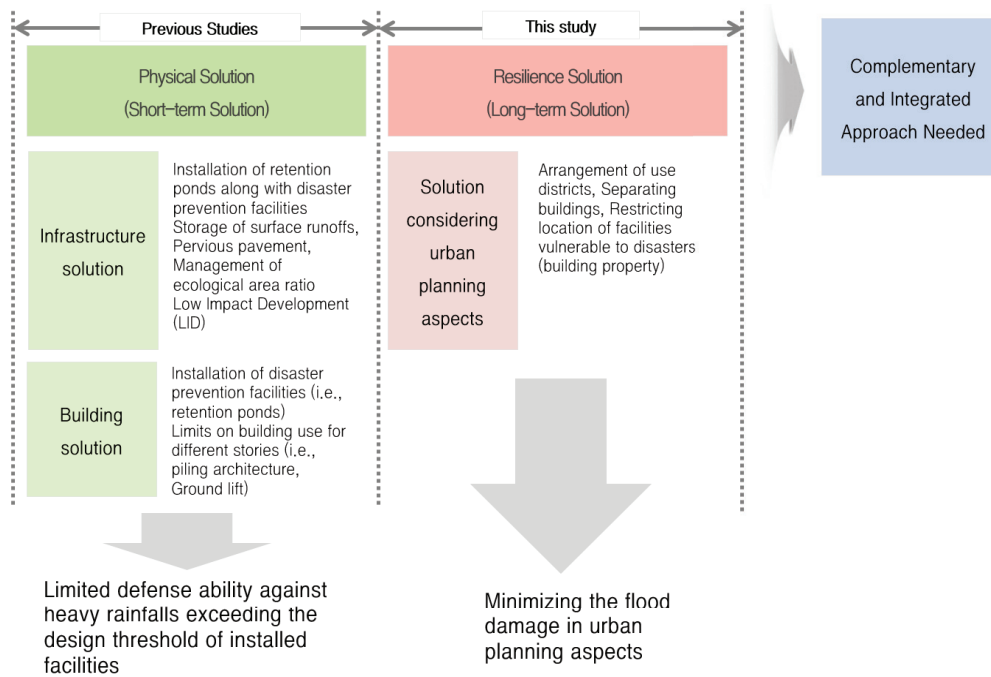 Previous Studies
This study
Physical Solution
(Short-term Solution)
Resilience Solution
(Long-term Solution)
Complementary
and Integrated
Approach Needed
Infrastructure
solution
Installation of retention
ponds along with disaster
prevention facilities
Storage of surface runoffs,
Pervious pavement,
Management of
ecological area ratio
Low Impact Development
(LID)
Solution
considering
urban
planning
aspects
Arrangement of use
districts, Separating
buildings, Restricting
location of facilities
vulnerable to disasters
(building property)
Building
solution
Installation of disaster
prevention facilities (i.e.,
retention ponds)
Limits on building use for
different stories (i.e.,
piling architecture,
Ground lift)
Limited defense ability against
heavy rainfalls exceeding the
design threshold of installed
facilities
Minimizing the flood
damage in urban
planning aspects